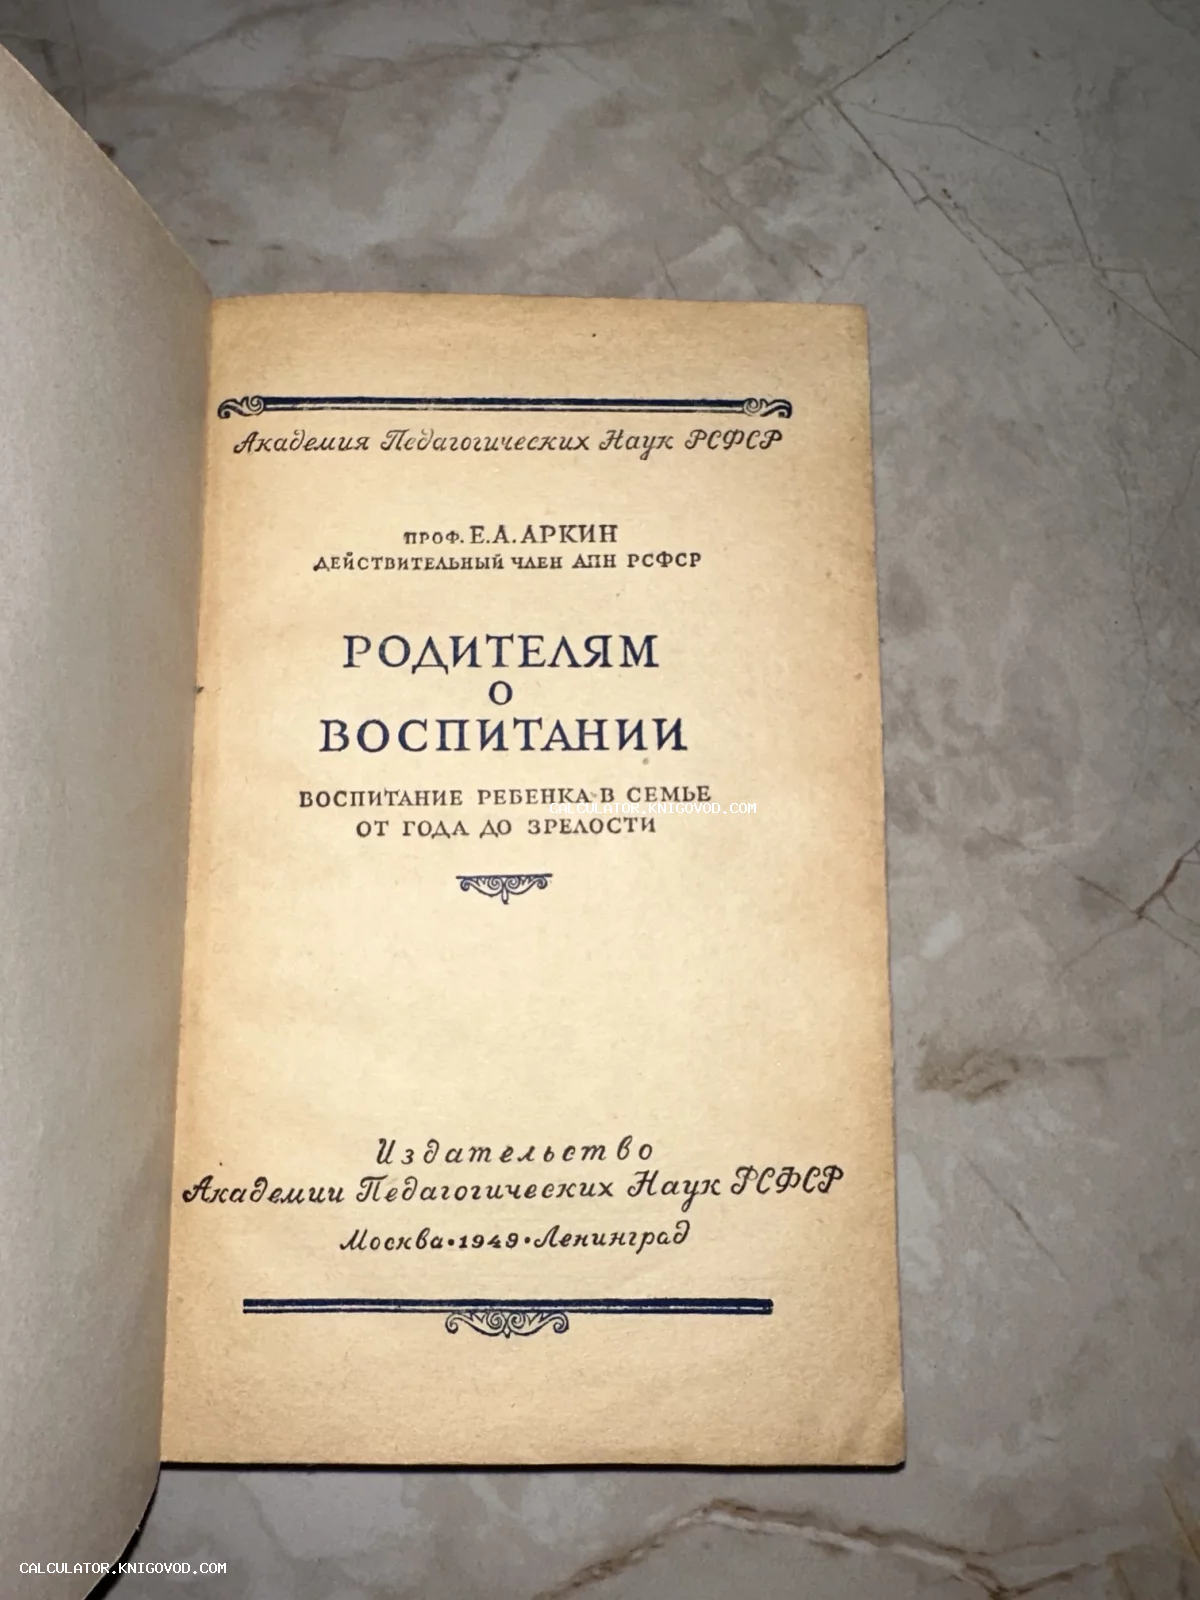 Академия Педагогических Наук РСФСР
ПРОФ. Е.А. АРКИН
ДЕЙСТВИТЕЛЬНЫЙ ЧЛЕН АПН РСФСР
РОДИТЕЛЯМ
О
ВОСПИТАНИИ
ВОСПИТАНИЕ РЕБЕНКА В СЕМЬЕ
CALCULATOR.KNIGOVOD.COM
ОТ ГОДА ДО ЗРЕЛОСТИ
Издательство
Академии Педагогических Наук РСФСР
Москва • 1949 • Ленинград
CALCULATOR.KNIGOVOD.COM